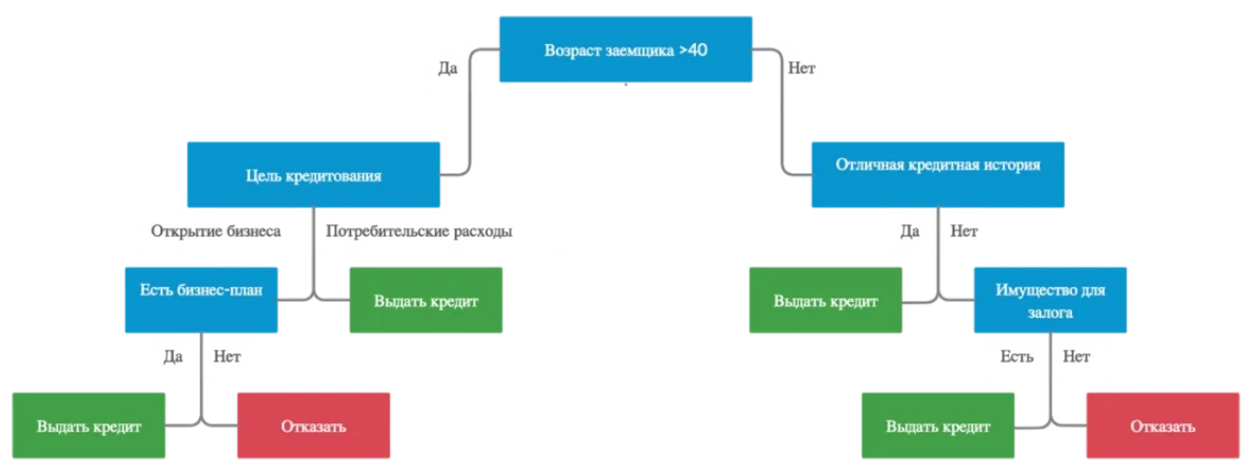 Возраст заемщика >40
Да
Нет
Цель кредитования
Отличная кредитная история
Открытие бизнеса
Потребительские расходы
Да
Нет
Есть бизнес-план
Выдать кредит
Выдать кредит
Имущество для
залога
Да
Нет
Есть
Нет
Выдать кредит
Отказать
Выдать кредит
Отказать